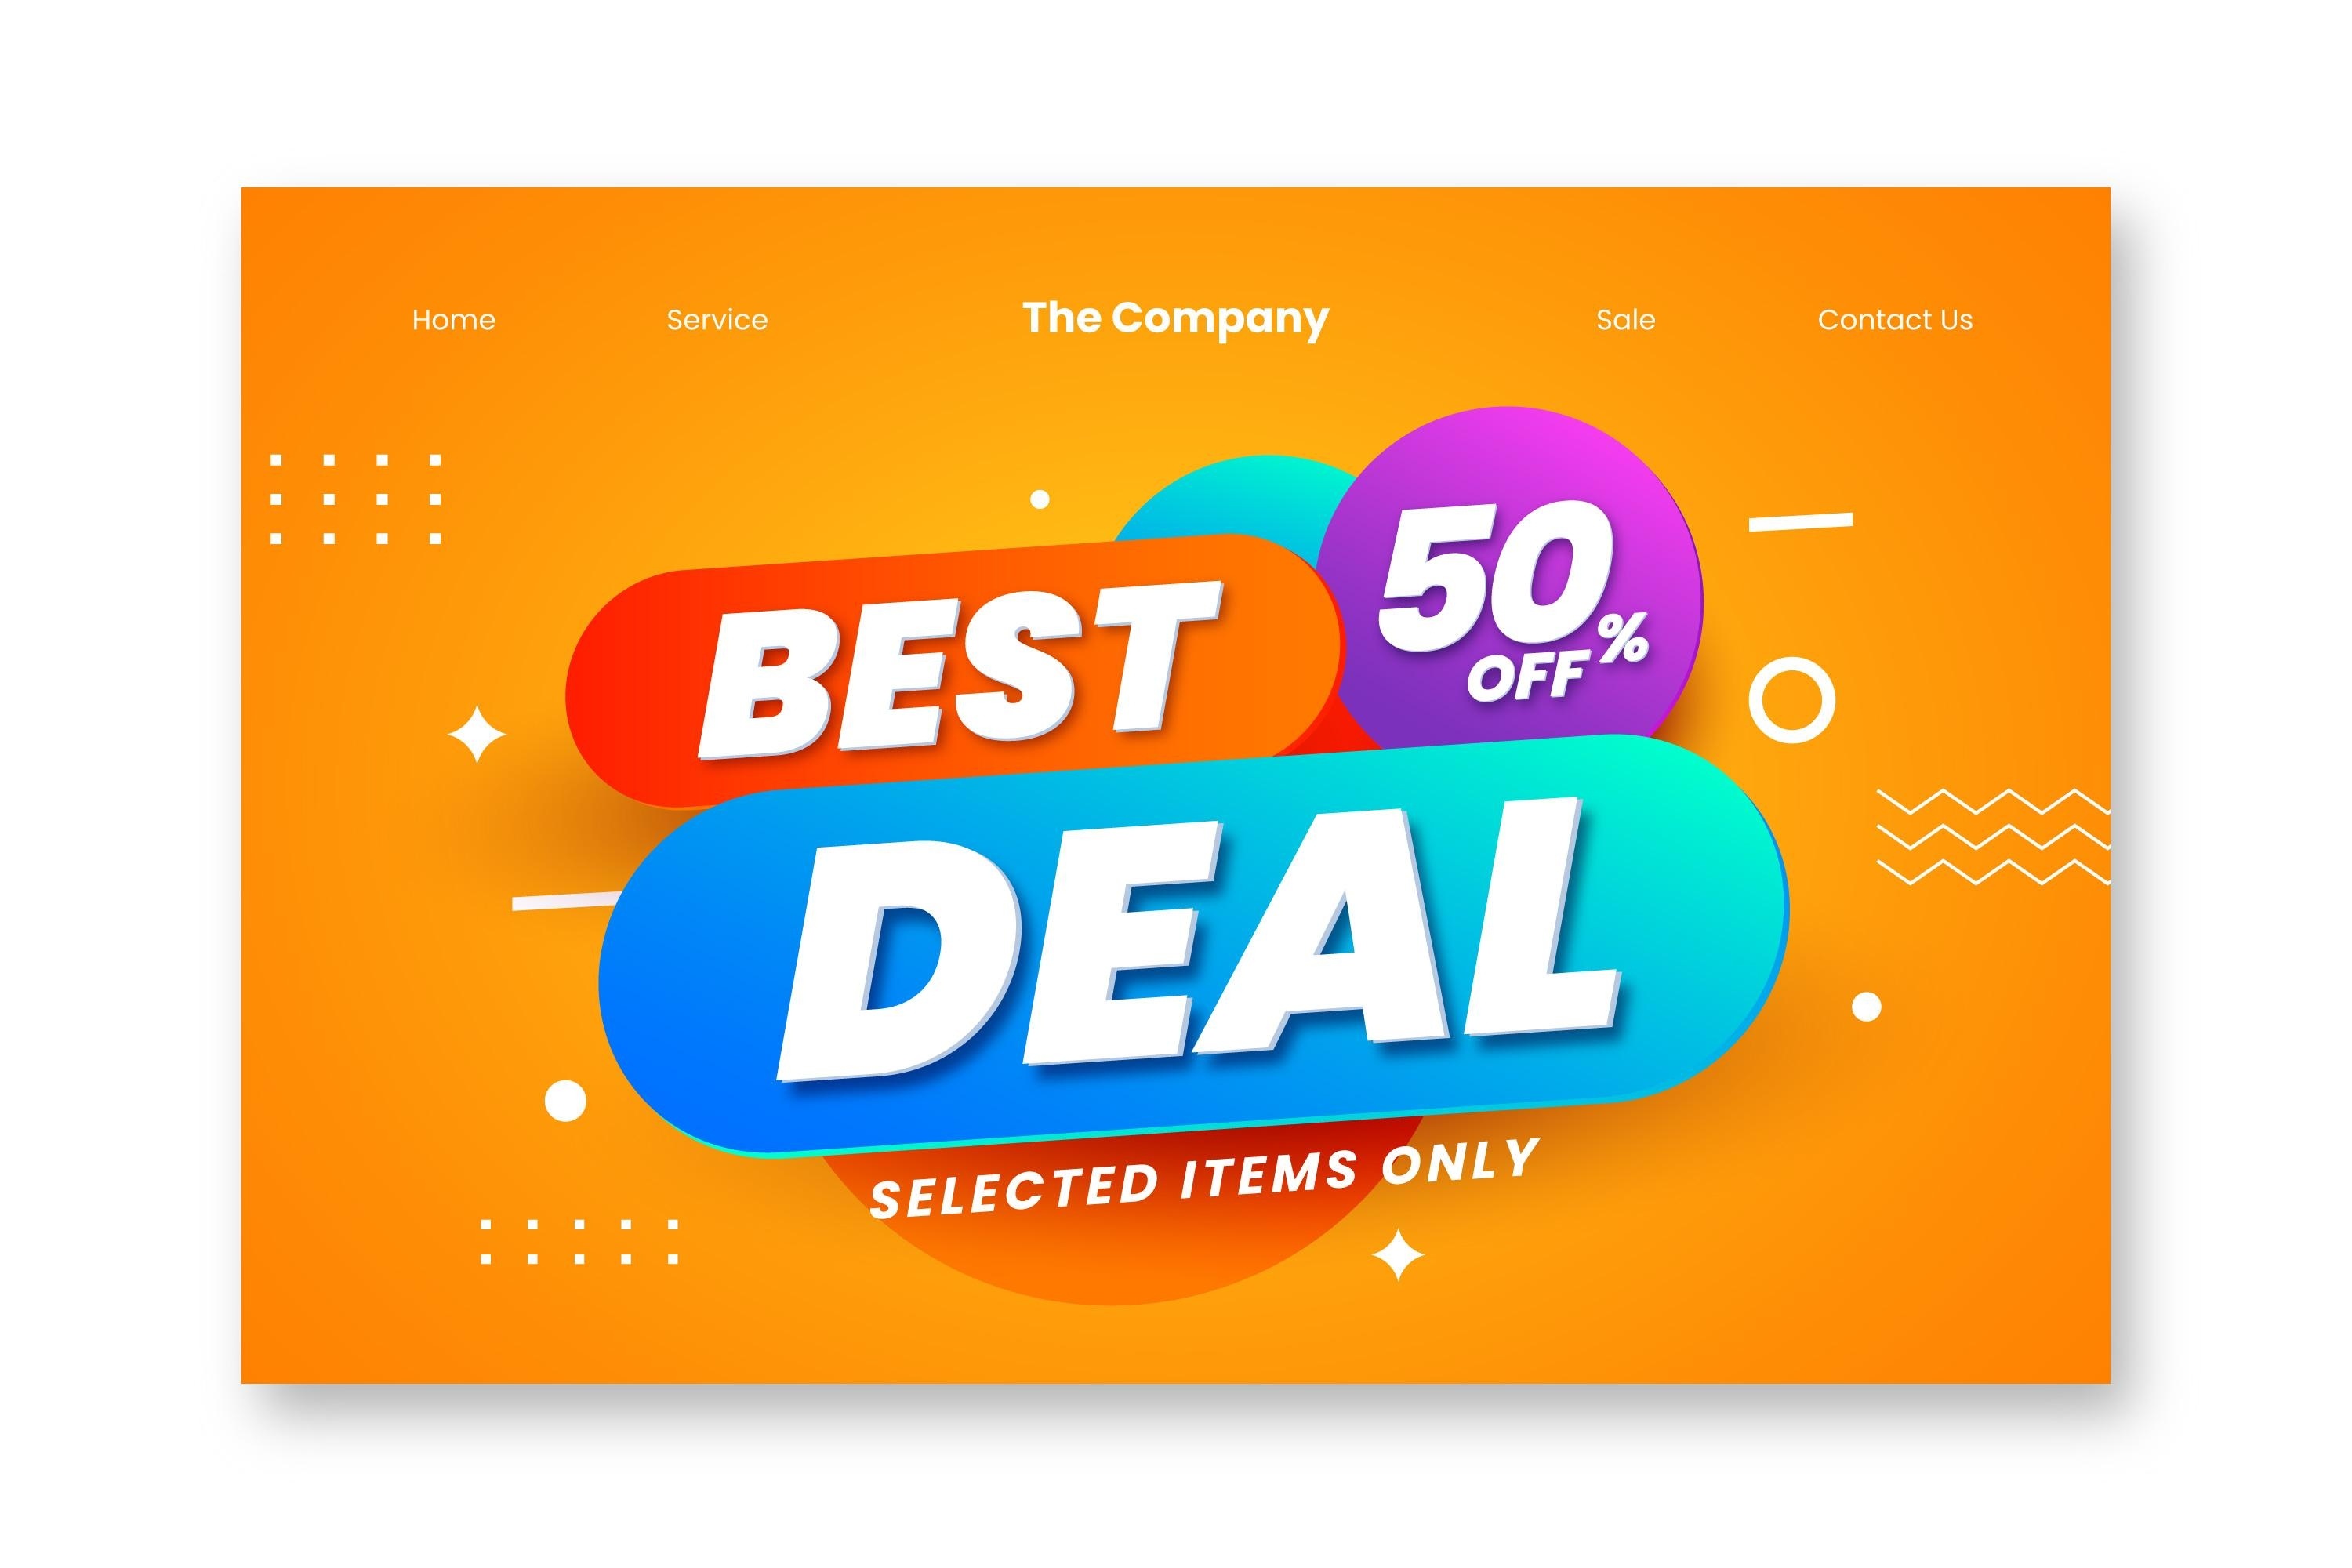 Home Service The Company Sale Contact Us
50%
OFF
BEST
DEAL
SELECTED ITEMS ONLY